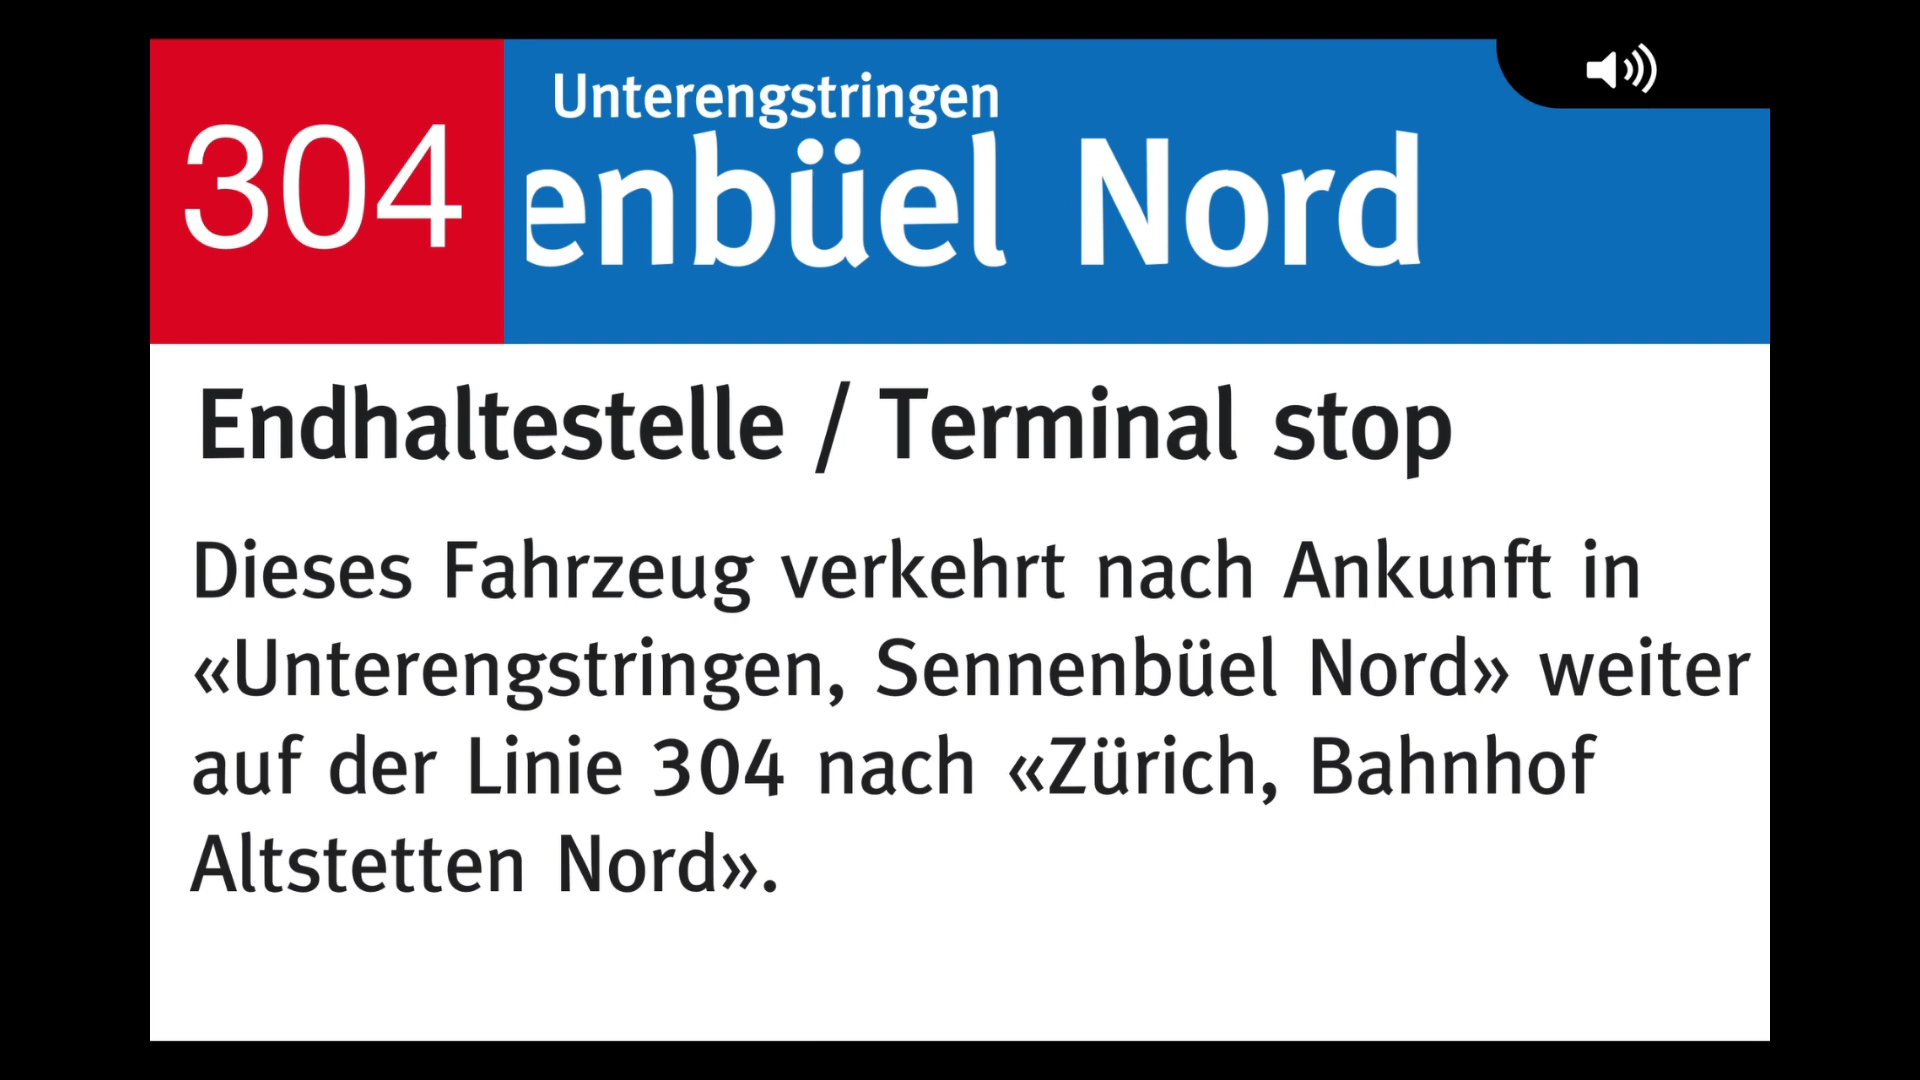 304
Unterengstringen
enbüel Nord
Endhaltestelle / Terminal stop
Dieses Fahrzeug verkehrt nach Ankunft in
«Unterengstringen, Sennenbüel Nord» weiter
auf der Linie 304 nach «Zürich, Bahnhof
Altstetten Nord».